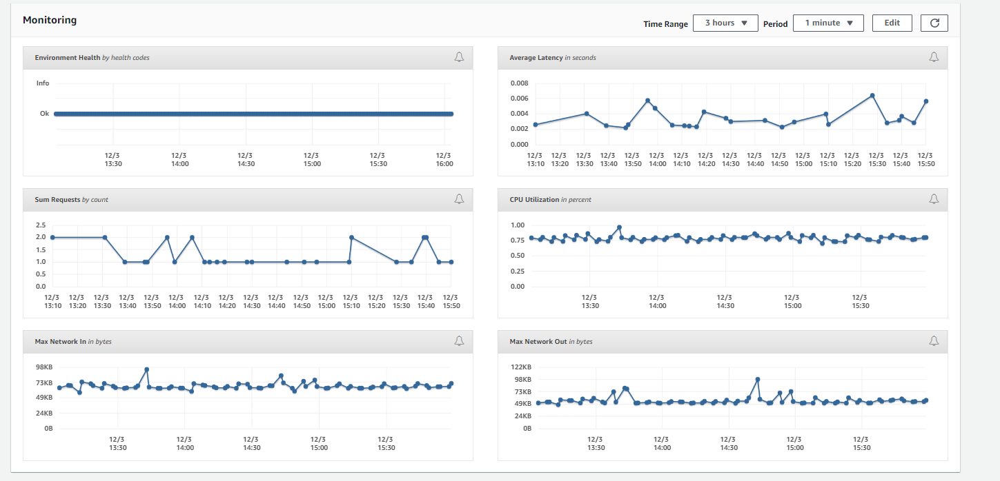 Monitoring
Time Range 3 hours ▼ Period 1 minute ▼ Edit
Environment Health by health codes
Info
Ok
12/3 12/3 12/3 12/3 12/3 12/3
13:30 14:00 14:30 15:00 15:30 16:00
Average Latency in seconds
0.008
0.006
0.004
0.002
0.000
12/3 12/3 12/3 12/3 12/3 12/3 12/3 12/3 12/3 12/3 12/3 12/3 12/3 12/3 12/3 12/3 12/3
13:10 13:20 13:30 13:40 13:50 14:00 14:10 14:20 14:30 14:40 14:50 15:00 15:10 15:20 15:30 15:40 15:50
Sum Requests by count
2.5
2.0
1.5
1.0
0.5
0.0
12/3 12/3 12/3 12/3 12/3 12/3 12/3 12/3 12/3 12/3 12/3 12/3 12/3 12/3 12/3 12/3 12/3
13:10 13:20 13:30 13:40 13:50 14:00 14:10 14:20 14:30 14:40 14:50 15:00 15:10 15:20 15:30 15:40 15:50
CPU Utilization in percent
1.00
0.75
0.50
0.25
0.00
12/3 12/3 12/3 12/3 12/3
13:30 14:00 14:30 15:00 15:30
Max Network In in bytes
98KB
73KB
49KB
24KB
0B
12/3 12/3 12/3 12/3 12/3
13:30 14:00 14:30 15:00 15:30
Max Network Out in bytes
122KB
98KB
73KB
49KB
24KB
0B
12/3 12/3 12/3 12/3 12/3
13:30 14:00 14:30 15:00 15:30